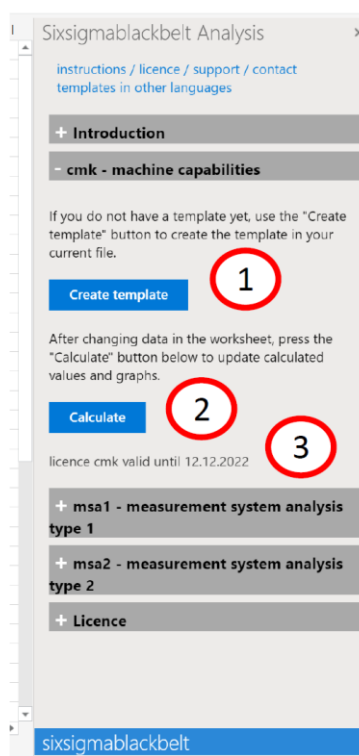 Sixsigmablackbelt Analysis
instructions / licence / support / contact
templates in other languages
+ Introduction
- cmk - machine capabilities
If you do not have a template yet, use the "Create
template" button to create the template in your
current file.
1
Create template
After changing data in the worksheet, press the
"Calculate" button below to update calculated
values and graphs.
2
Calculate
3
licence cmk valid until 12.12.2022
+ msa1 - measurement system analysis
type 1
+ msa2 - measurement system analysis
type 2
+ Licence
sixsigmablackbelt